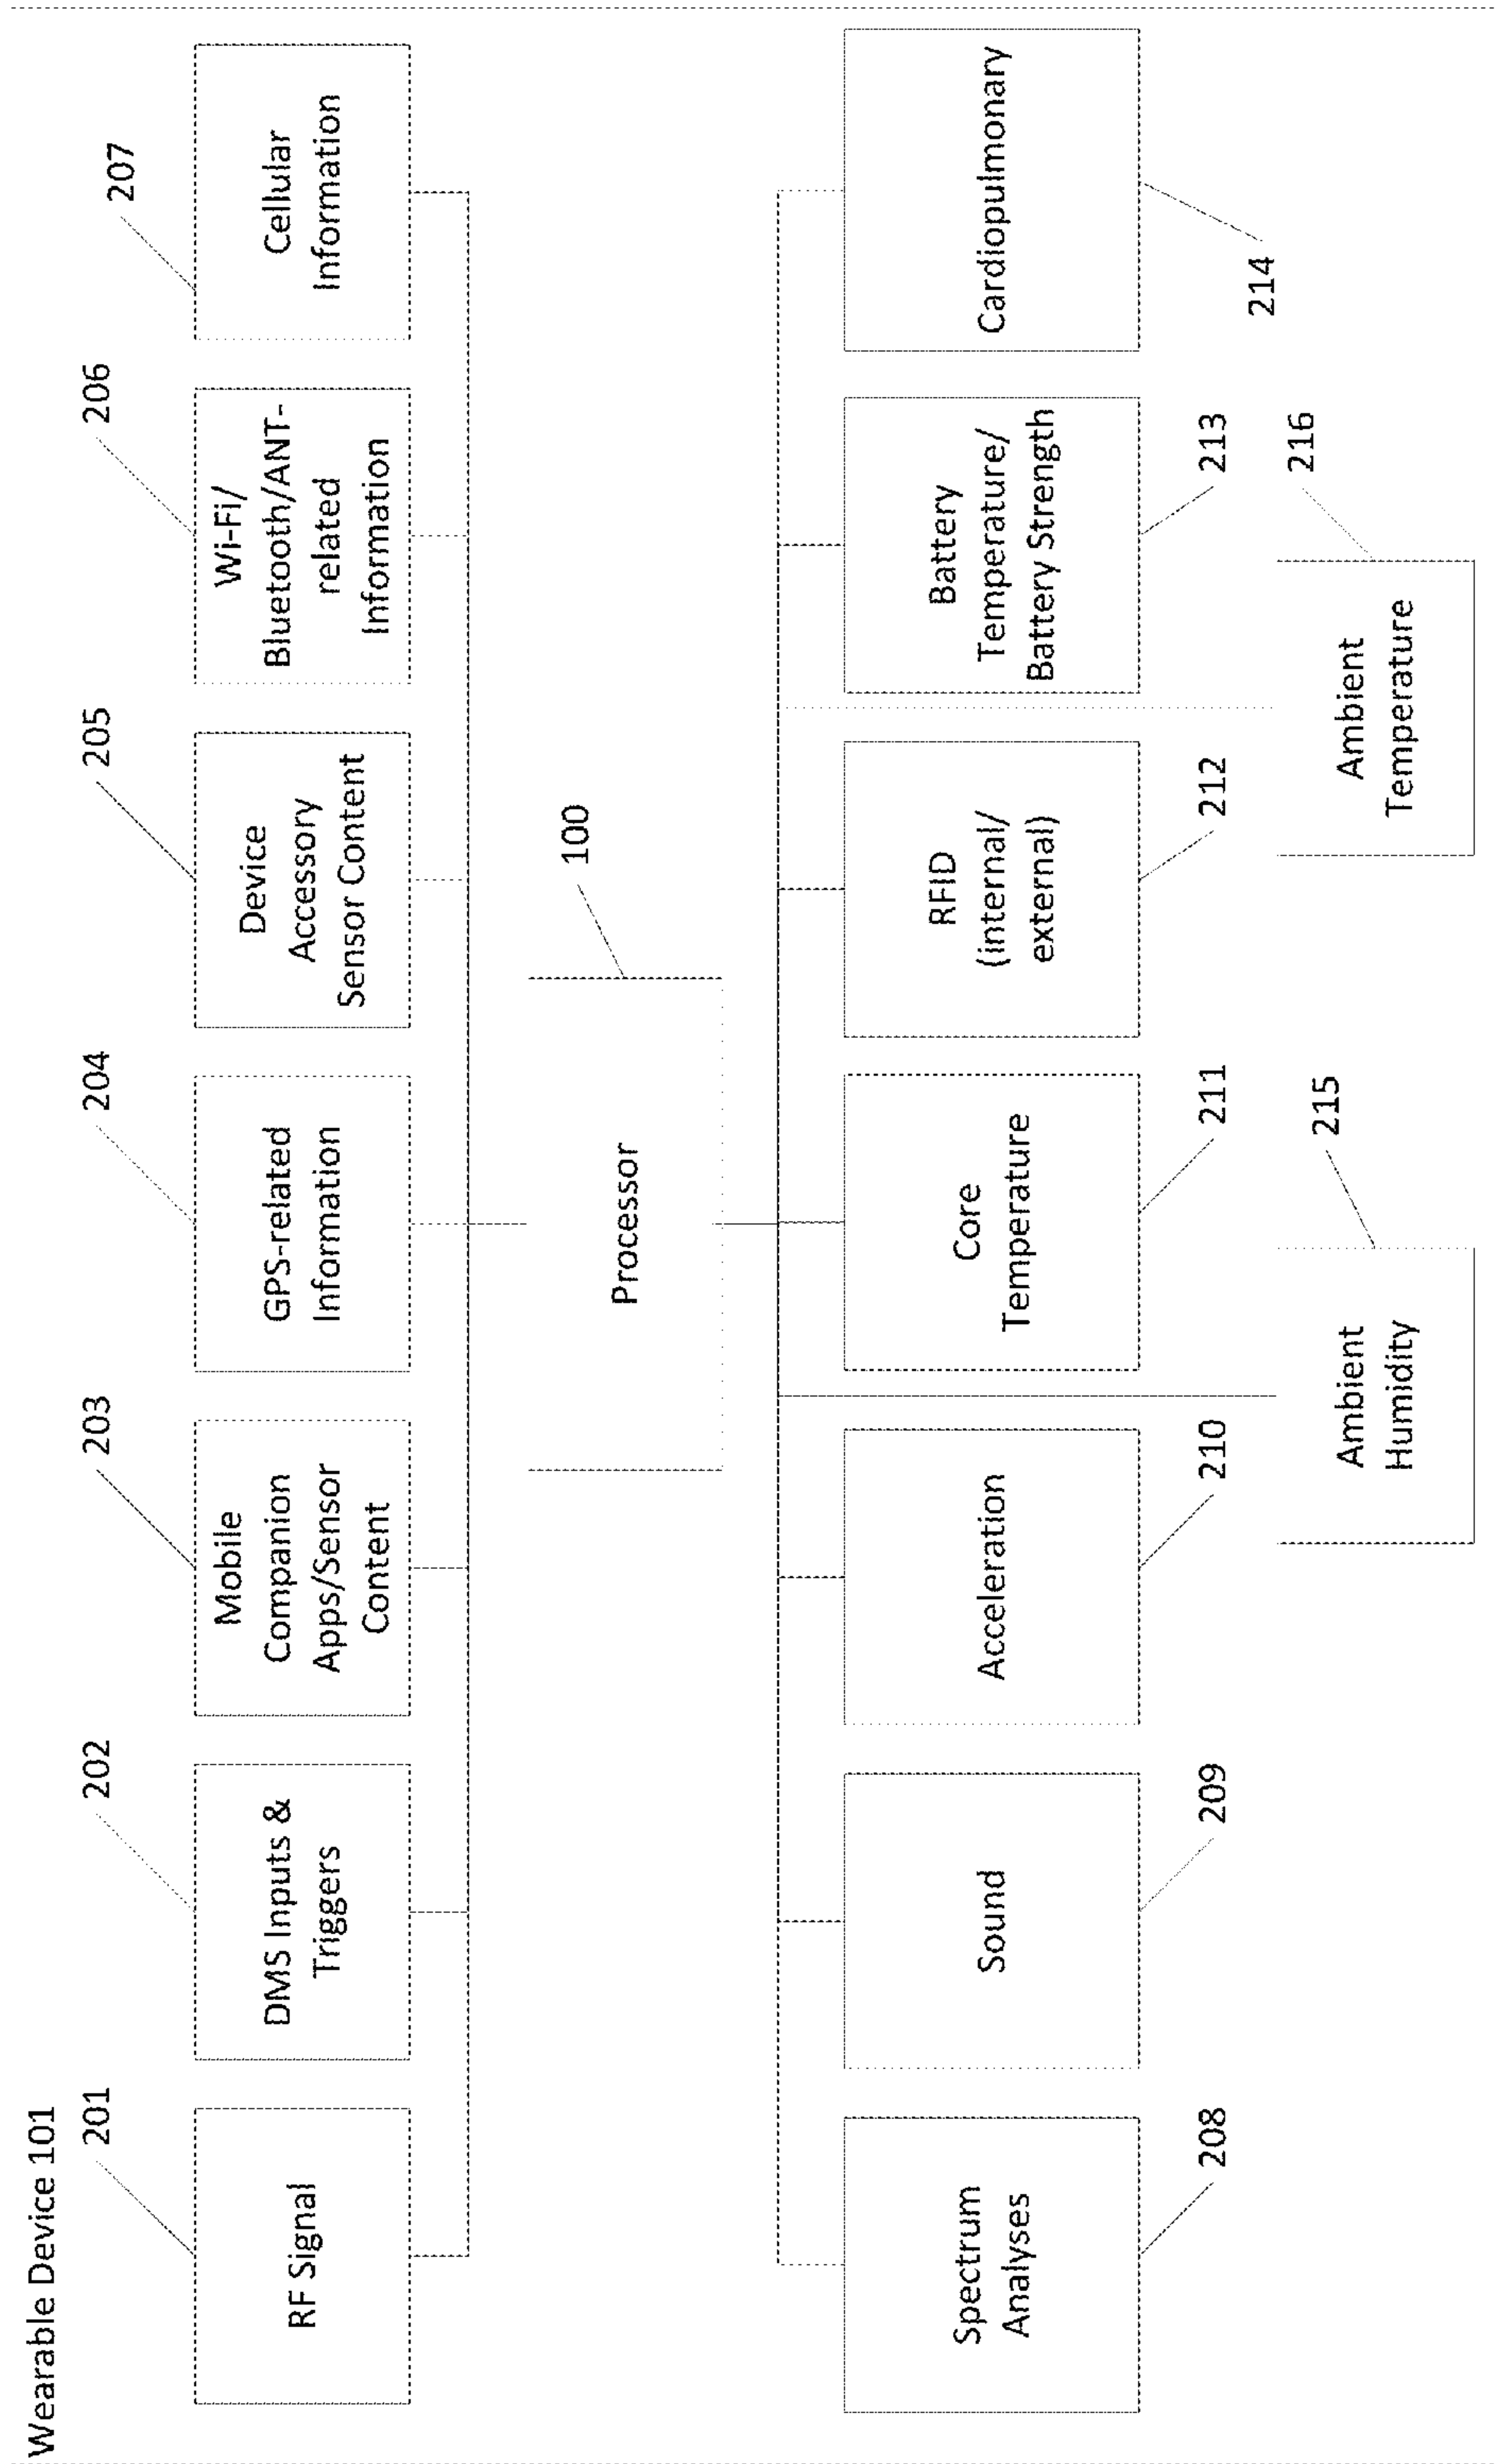 Wearable Device 101
201
202
203
204
205
206
207
RF Signal
DMS Inputs &
Triggers
Mobile
Companion
Apps/Sensor
Content
GPS-related
Information
Device
Accessory
Sensor Content
Wi-Fi/
Bluetooth/ANT-
related
Information
Cellular
Information
100
Processor
Spectrum
Analyses
Sound
Acceleration
Core
Temperature
RFID
(internal/
external)
Battery
Temperature/
Battery Strength
Cardiopulmonary
208
209
210
211
212
213
214
215
216
Ambient
Humidity
Ambient
Temperature